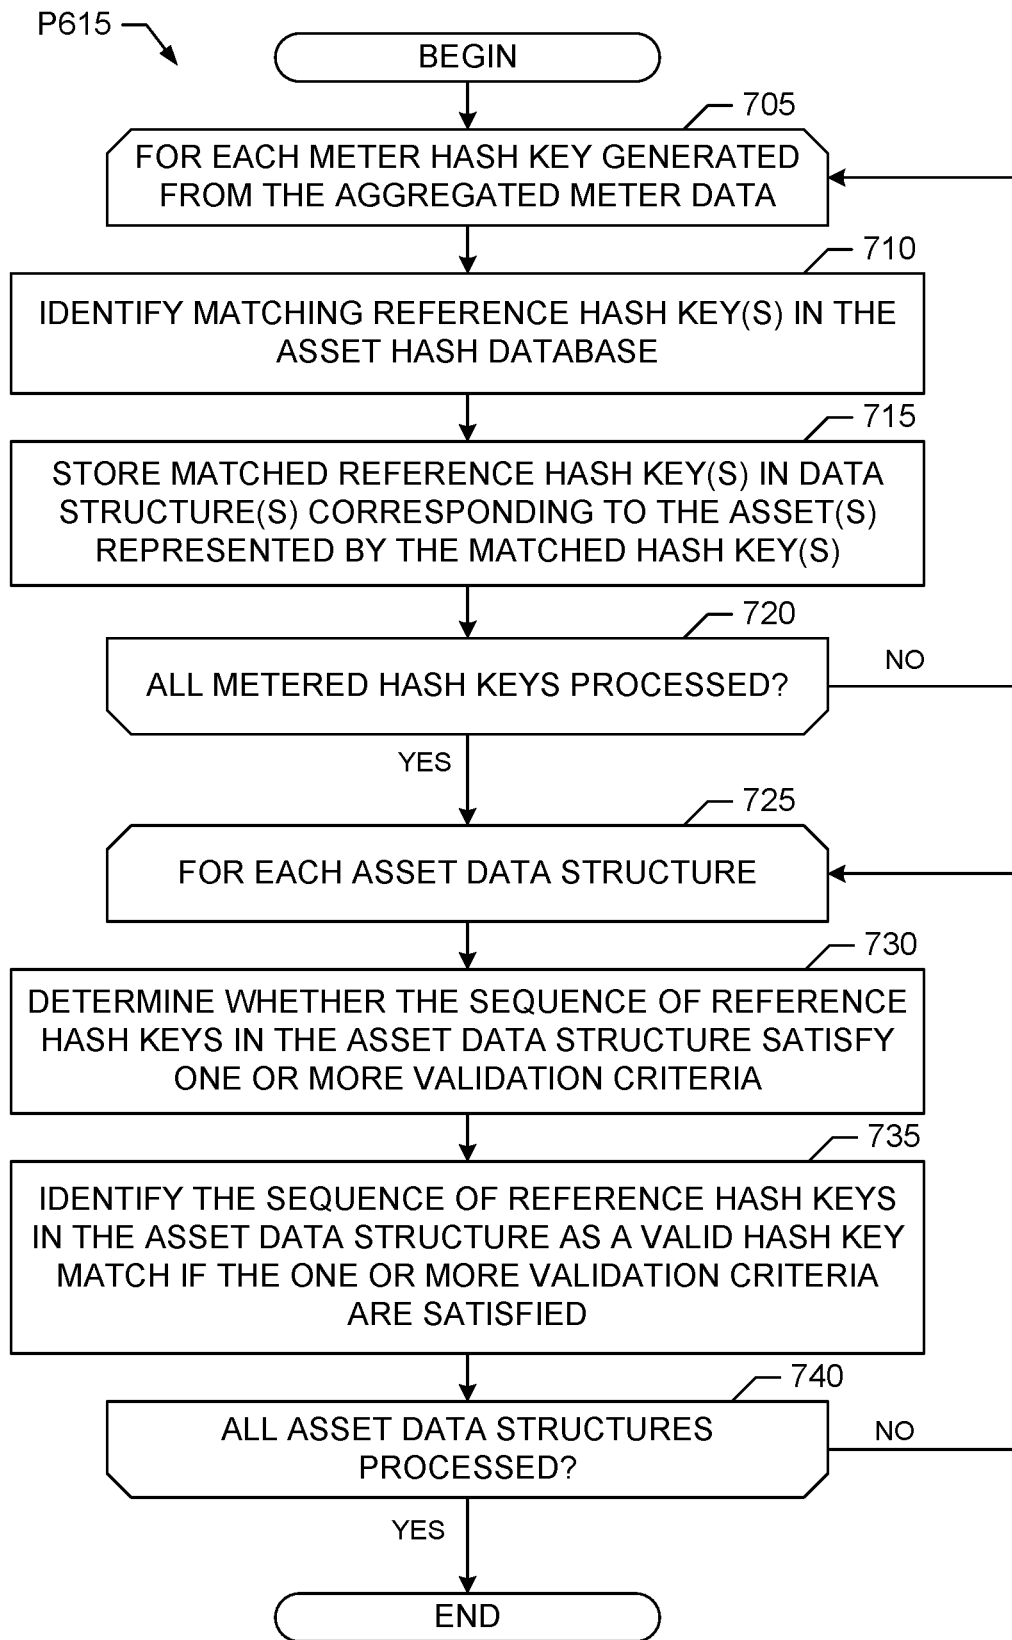 P615
BEGIN
705
FOR EACH METER HASH KEY GENERATED
FROM THE AGGREGATED METER DATA
710
IDENTIFY MATCHING REFERENCE HASH KEY(S) IN THE
ASSET HASH DATABASE
715
STORE MATCHED REFERENCE HASH KEY(S) IN DATA
STRUCTURE(S) CORRESPONDING TO THE ASSET(S)
REPRESENTED BY THE MATCHED HASH KEY(S)
720
ALL METERED HASH KEYS PROCESSED?
NO
YES
725
FOR EACH ASSET DATA STRUCTURE
730
DETERMINE WHETHER THE SEQUENCE OF REFERENCE
HASH KEYS IN THE ASSET DATA STRUCTURE SATISFY
ONE OR MORE VALIDATION CRITERIA
735
IDENTIFY THE SEQUENCE OF REFERENCE HASH KEYS
IN THE ASSET DATA STRUCTURE AS A VALID HASH KEY
MATCH IF THE ONE OR MORE VALIDATION CRITERIA
ARE SATISFIED
740
ALL ASSET DATA STRUCTURES
PROCESSED?
NO
YES
END